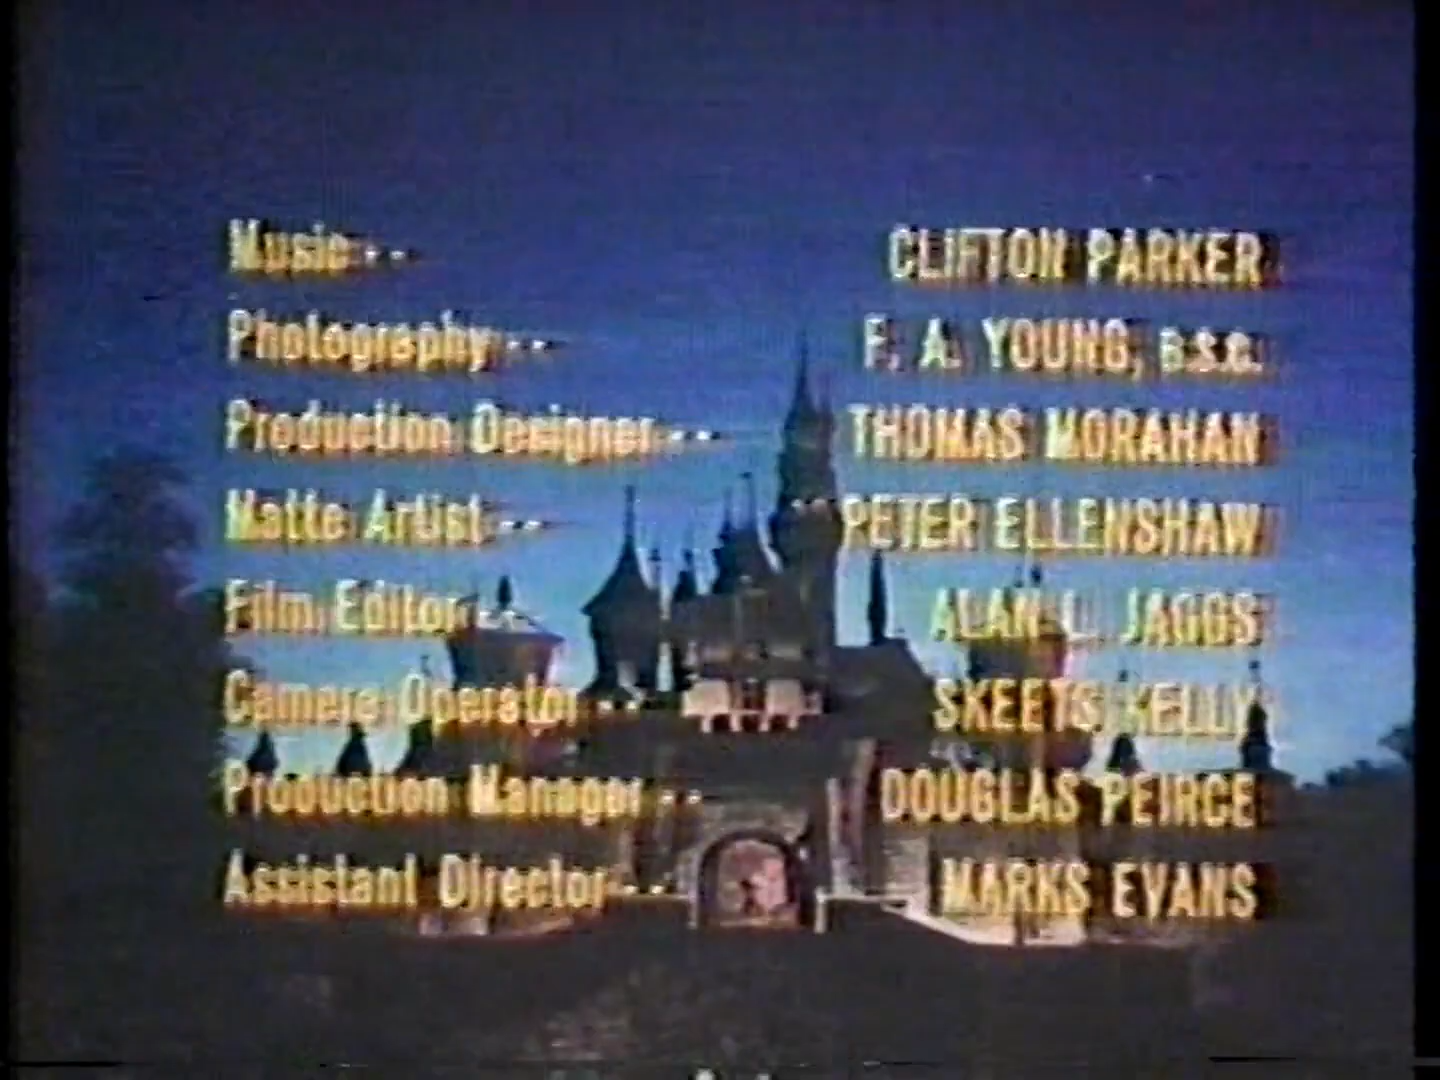 Music -- CLIFTON PARKER
Photography -- F. A. YOUNG, B.S.C.
Production Designer -- THOMAS MORAHAN
Matte Artist -- PETER ELLENSHAW
Film Editor -- ALAN L. JAGGS
Camera Operator -- SKEETS KELLY
Production Manager -- DOUGLAS PEIRCE
Assistant Director -- MARKS EVANS